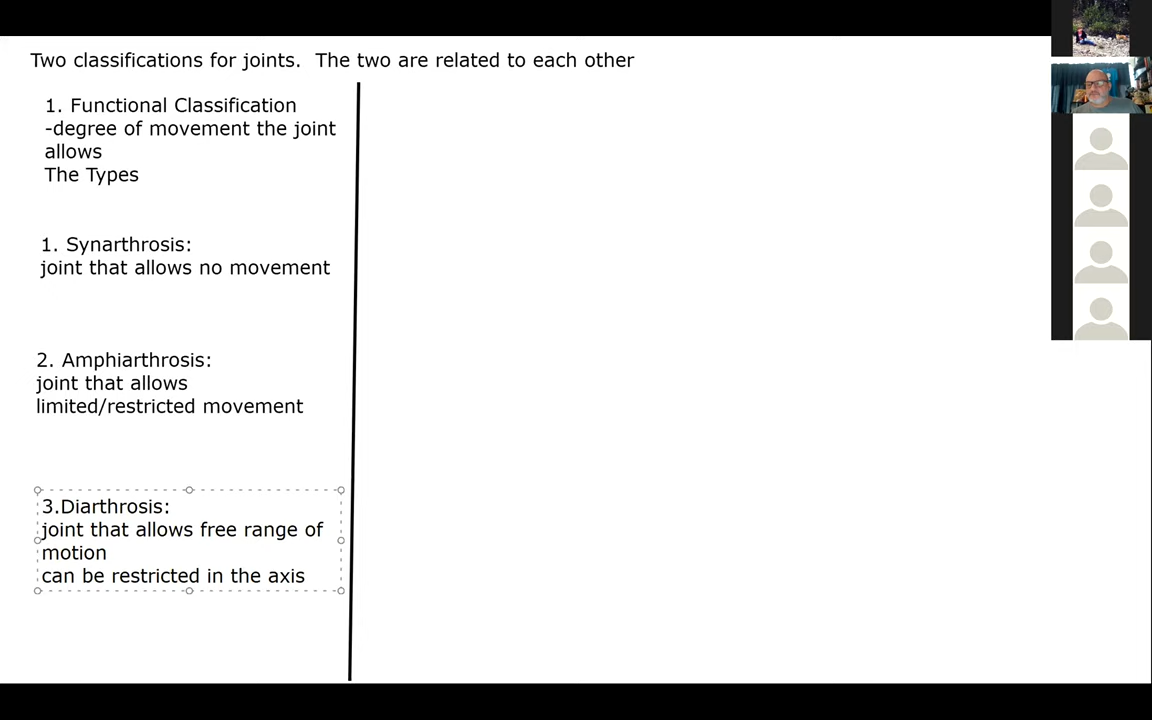 Two classifications for joints.  The two are related to each other
1. Functional Classification
-degree of movement the joint
allows
The Types
1. Synarthrosis:
joint that allows no movement
2. Amphiarthrosis:
joint that allows
limited/restricted movement
3.Diarthrosis:
joint that allows free range of
motion
can be restricted in the axis